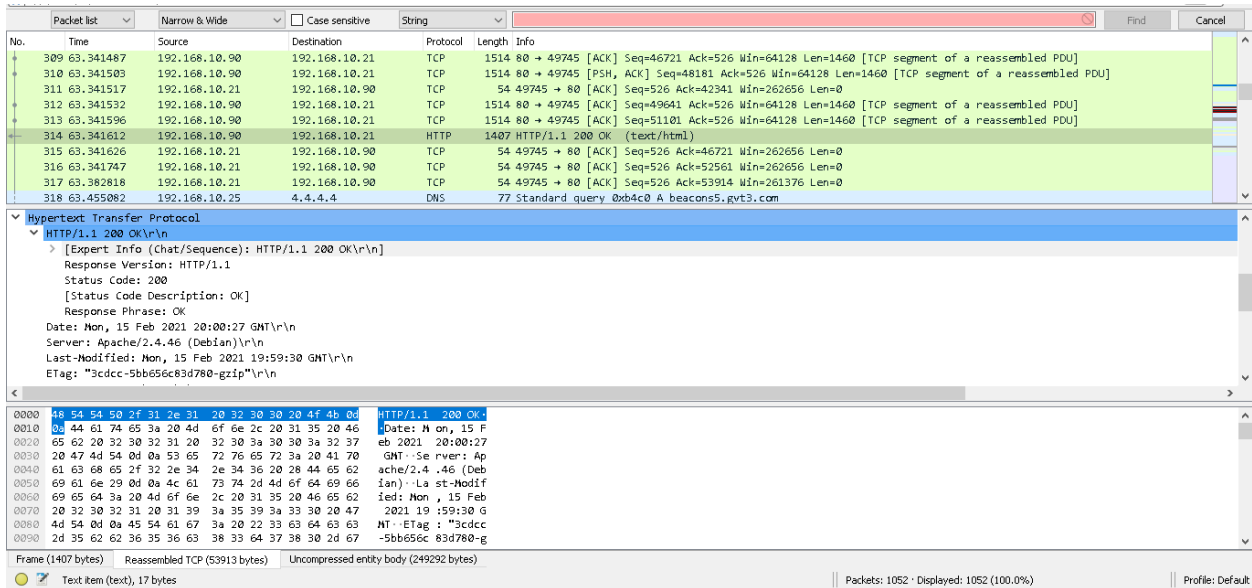 Packet list Narrow & Wide Case sensitive String Find Cancel
No. Time Source Destination Protocol Length Info
309 63.341487 192.168.10.90 192.168.10.21 TCP 1514 80 → 49745 [ACK] Seq=46721 Ack=526 Win=64128 Len=1460 [TCP segment of a reassembled PDU]
310 63.341503 192.168.10.90 192.168.10.21 TCP 1514 80 → 49745 [PSH, ACK] Seq=48181 Ack=526 Win=64128 Len=1460 [TCP segment of a reassembled PDU]
311 63.341517 192.168.10.21 192.168.10.90 TCP 54 49745 → 80 [ACK] Seq=526 Ack=42341 Win=262656 Len=0
312 63.341532 192.168.10.90 192.168.10.21 TCP 1514 80 → 49745 [ACK] Seq=49641 Ack=526 Win=64128 Len=1460 [TCP segment of a reassembled PDU]
313 63.341596 192.168.10.90 192.168.10.21 TCP 1514 80 → 49745 [ACK] Seq=51101 Ack=526 Win=64128 Len=1460 [TCP segment of a reassembled PDU]
314 63.341612 192.168.10.90 192.168.10.21 HTTP 1407 HTTP/1.1 200 OK (text/html)
315 63.341626 192.168.10.21 192.168.10.90 TCP 54 49745 → 80 [ACK] Seq=526 Ack=46721 Win=262656 Len=0
316 63.341747 192.168.10.21 192.168.10.90 TCP 54 49745 → 80 [ACK] Seq=526 Ack=52561 Win=262656 Len=0
317 63.382818 192.168.10.21 192.168.10.90 TCP 54 49745 → 80 [ACK] Seq=526 Ack=53914 Win=261376 Len=0
318 63.455082 192.168.10.25 4.4.4.4 DNS 77 Standard query 0xb4c0 A beacons5.gvt3.com
Hypertext Transfer Protocol
HTTP/1.1 200 OK\r\n
[Expert Info (Chat/Sequence): HTTP/1.1 200 OK\r\n]
Response Version: HTTP/1.1
Status Code: 200
[Status Code Description: OK]
Response Phrase: OK
Date: Mon, 15 Feb 2021 20:00:27 GMT\r\n
Server: Apache/2.4.46 (Debian)\r\n
Last-Modified: Mon, 15 Feb 2021 19:59:30 GMT\r\n
ETag: "3cdcc-5bb656c83d780-gzip"\r\n
0000 48 54 54 50 2f 31 2e 31 20 32 30 30 20 4f 4b 0d HTTP/1.1 200 OK·
0010 0a 44 61 74 65 3a 20 4d 6f 6e 2c 20 31 35 20 46 ·Date: M on, 15 F
0020 65 62 20 32 30 32 31 20 32 30 3a 30 30 3a 32 37 eb 2021 20:00:27
0030 20 47 4d 54 0d 0a 53 65 72 76 65 72 3a 20 41 70 GMT··Se rver: Ap
0040 61 63 68 65 2f 32 2e 34 2e 34 36 20 28 44 65 62 ache/2.4 .46 (Deb
0050 69 61 6e 29 0d 0a 4c 61 73 74 2d 4d 6f 64 69 66 ian)··La st-Modif
0060 69 65 64 3a 20 4d 6f 6e 2c 20 31 35 20 46 65 62 ied: Mon , 15 Feb
0070 20 32 30 32 31 20 31 39 3a 35 39 3a 33 30 20 47 2021 19 :59:30 G
0080 4d 54 0d 0a 45 54 61 67 3a 20 22 33 63 64 63 63 MT··ETag : "3cdcc
0090 2d 35 62 62 36 35 36 63 38 33 64 37 38 30 2d 67 -5bb656c 83d780-g
Frame (1407 bytes) Reassembled TCP (53913 bytes) Uncompressed entity body (249292 bytes)
Text item (text), 17 bytes Packets: 1052 · Displayed: 1052 (100.0%) Profile: Default